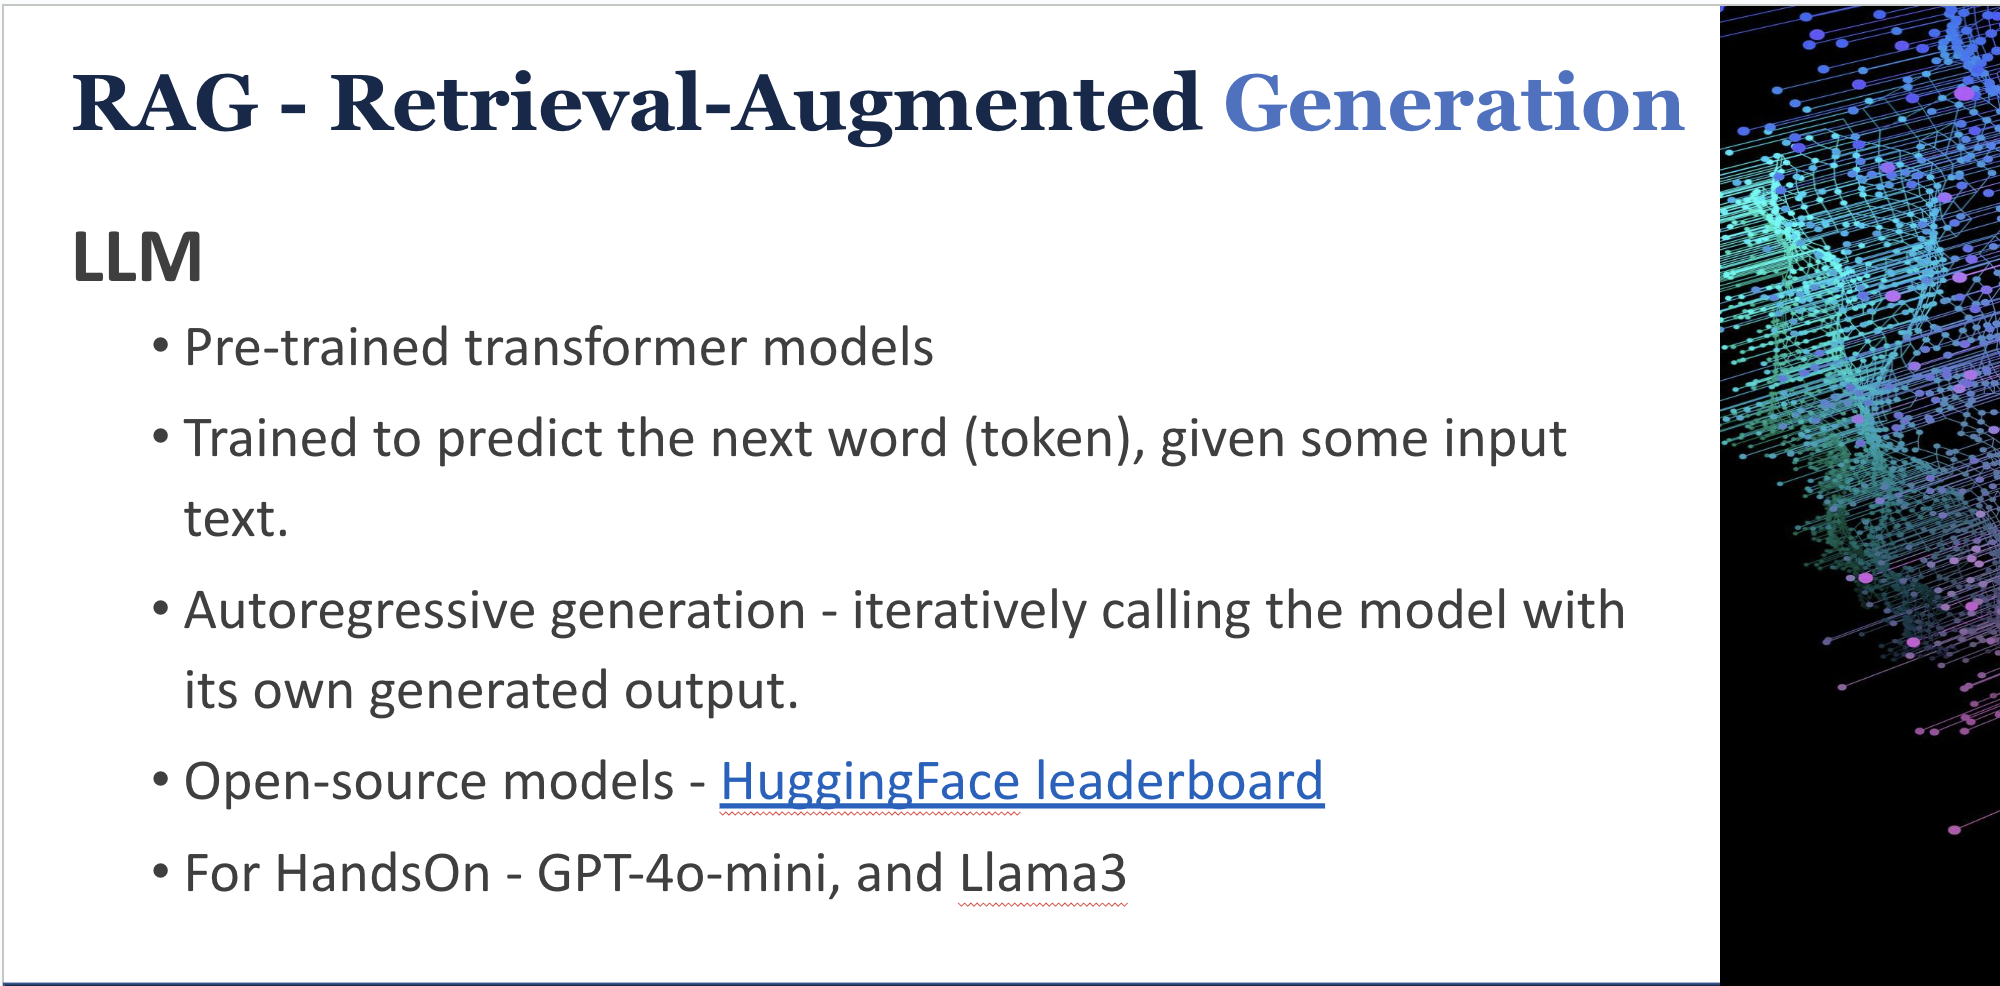 RAG - Retrieval-Augmented Generation
LLM
• Pre-trained transformer models
• Trained to predict the next word (token), given some input
text.
• Autoregressive generation - iteratively calling the model with
its own generated output.
• Open-source models - HuggingFace leaderboard
• For HandsOn - GPT-4o-mini, and Llama3